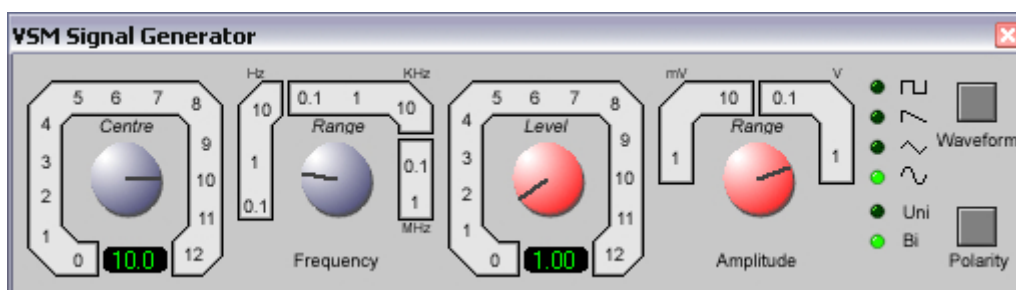 VSM Signal Generator
Hz KHz mV V
5 6 7 8 10 0.1 1 10 5 6 7 8 10 0.1
4 Centre Range Level Range Waveform
3 9 1 0.1 3 9 1 1
2 10 2 10
1 11 0.1 1 1 11 Uni
MHz Bi
0 10.0 12 Frequency 0 1.00 12 Amplitude Polarity